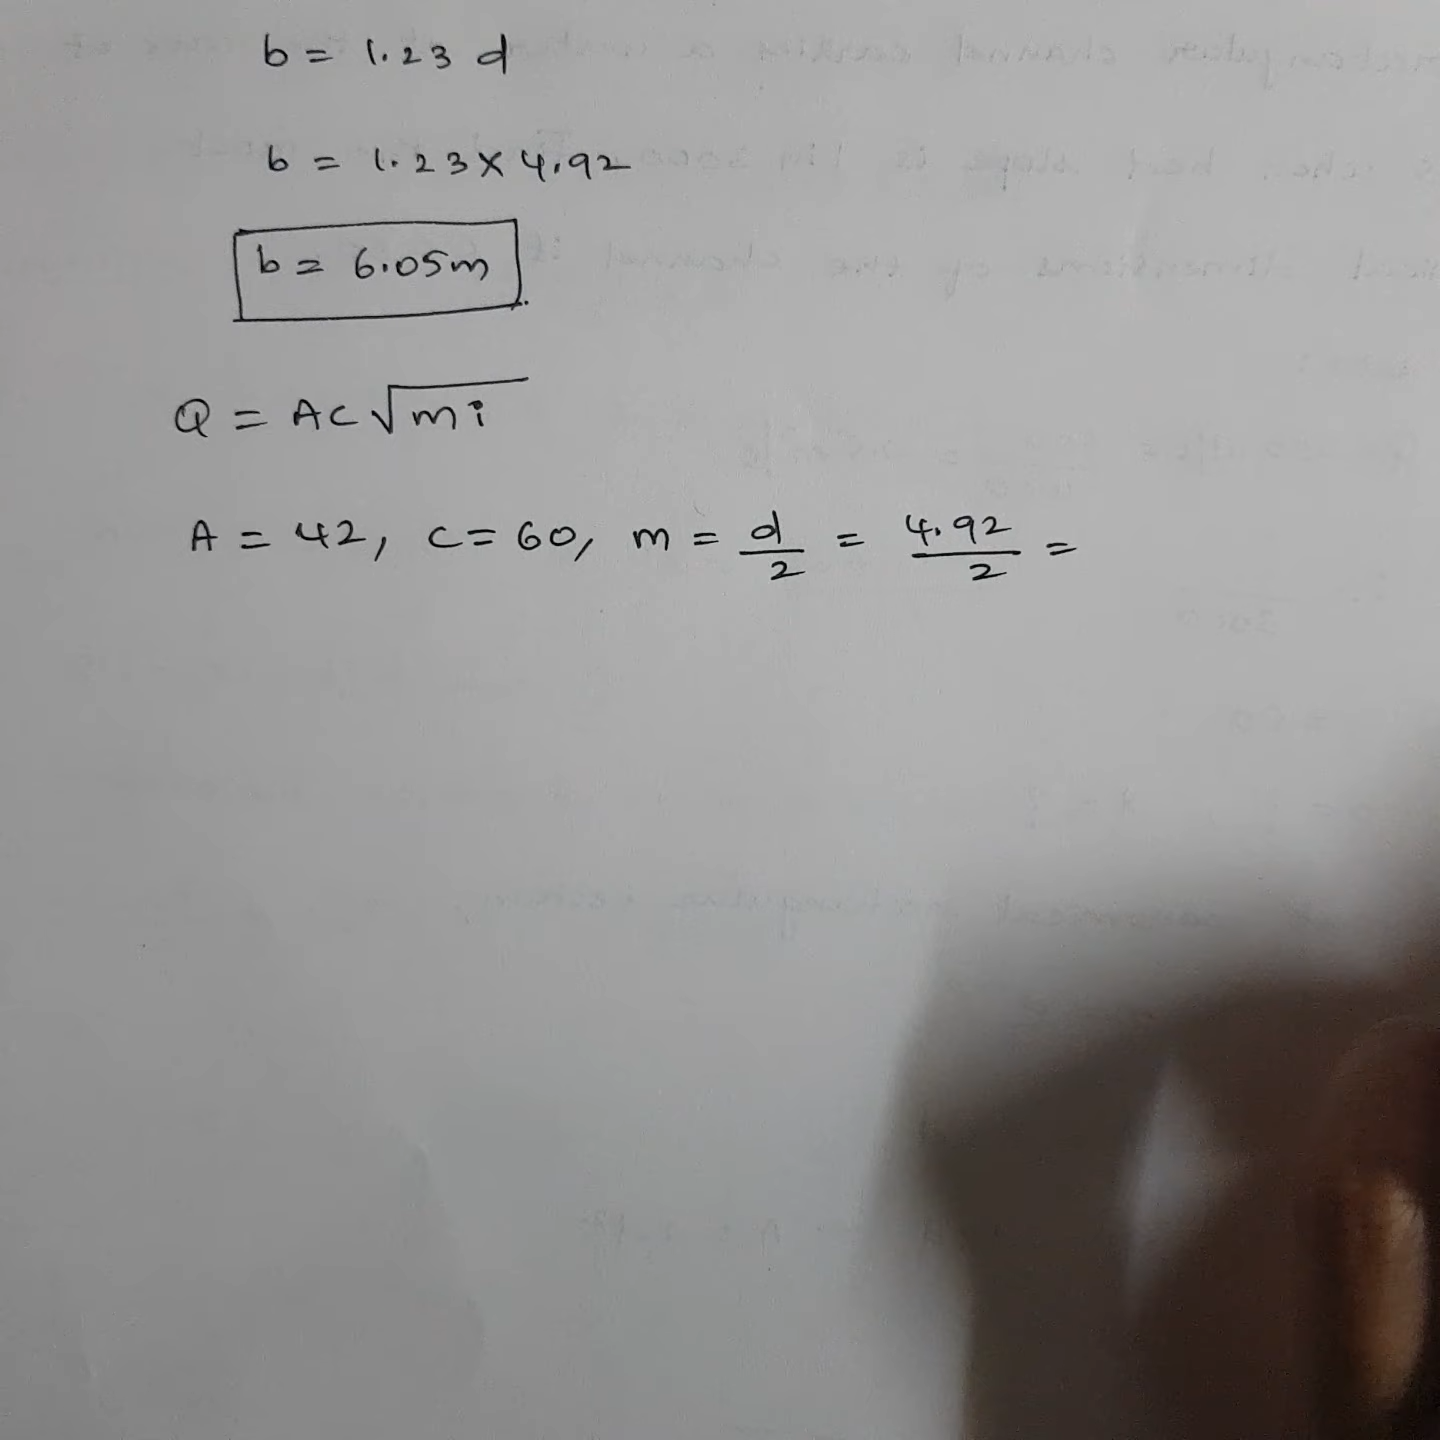 b = 1.23 d
b = 1.23 × 4.92
b = 6.05m
Q = AC√mi
A = 42, C = 60, m = d/2 = 4.92/2 =